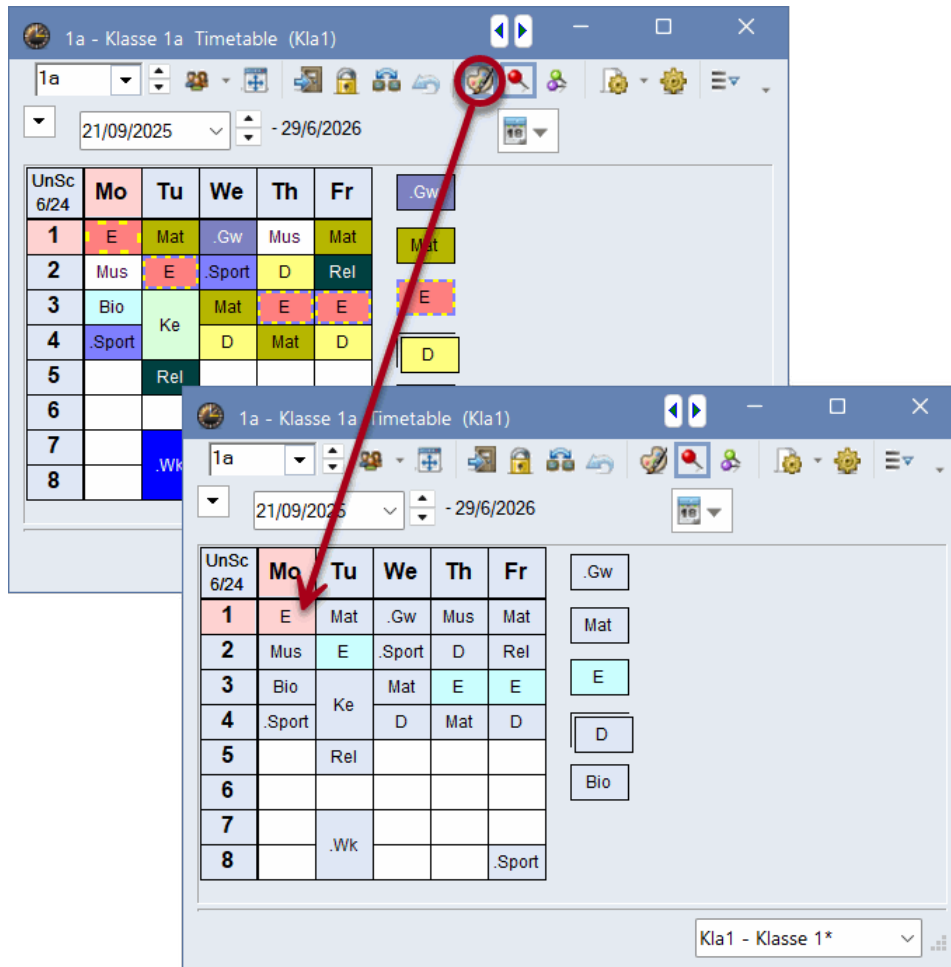 1a - Klasse 1a Timetable (Kla1)
1a
21/09/2025 - 29/6/2026
UnSc 6/24 Mo Tu We Th Fr
1 E Mat .Gw Mus Mat
2 Mus E .Sport D Rel
3 Bio Ke Mat E E
4 .Sport D Mat D
5 Rel
6
7 .Wk
8
.Gw
Mat
E
D
1a - Klasse 1a Timetable (Kla1)
1a
21/09/2025 - 29/6/2026
UnSc 6/24 Mo Tu We Th Fr
1 E Mat .Gw Mus Mat
2 Mus E .Sport D Rel
3 Bio Ke Mat E E
4 .Sport D Mat D
5 Rel
6
7 .Wk
8 .Sport
.Gw
Mat
E
D
Bio
Kla1 - Klasse 1*